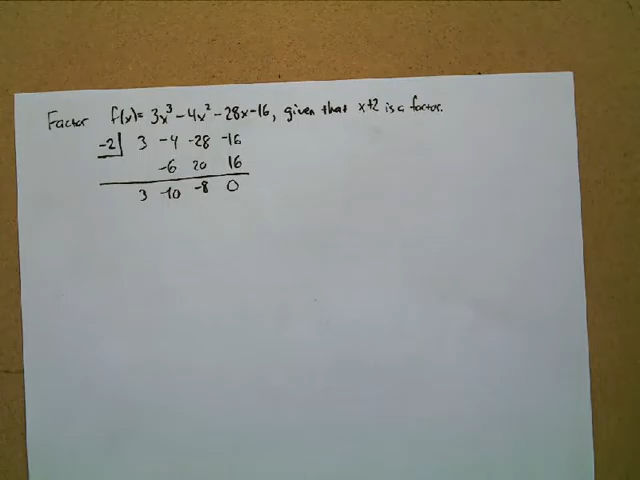 Factor f(x)= 3x³-4x²-28x-16, given that x+2 is a factor.
-2| 3 -4 -28 -16
-6 20 16
3 -10 -8 0